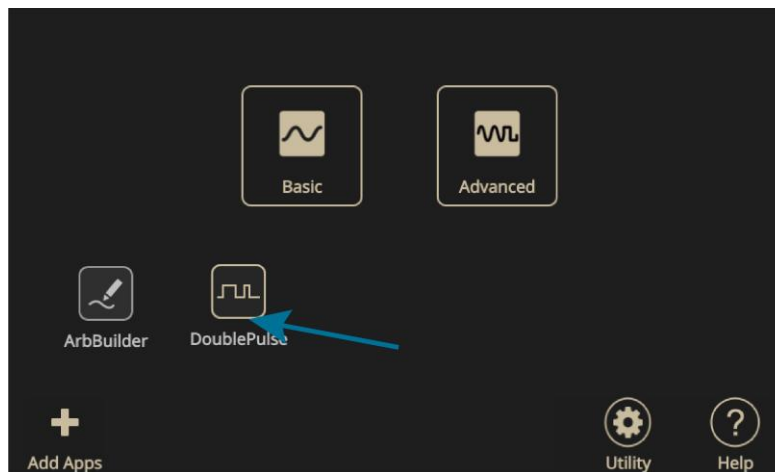 Basic
Advanced
ArbBuilder
DoublePulse
Add Apps
Utility
?
Help